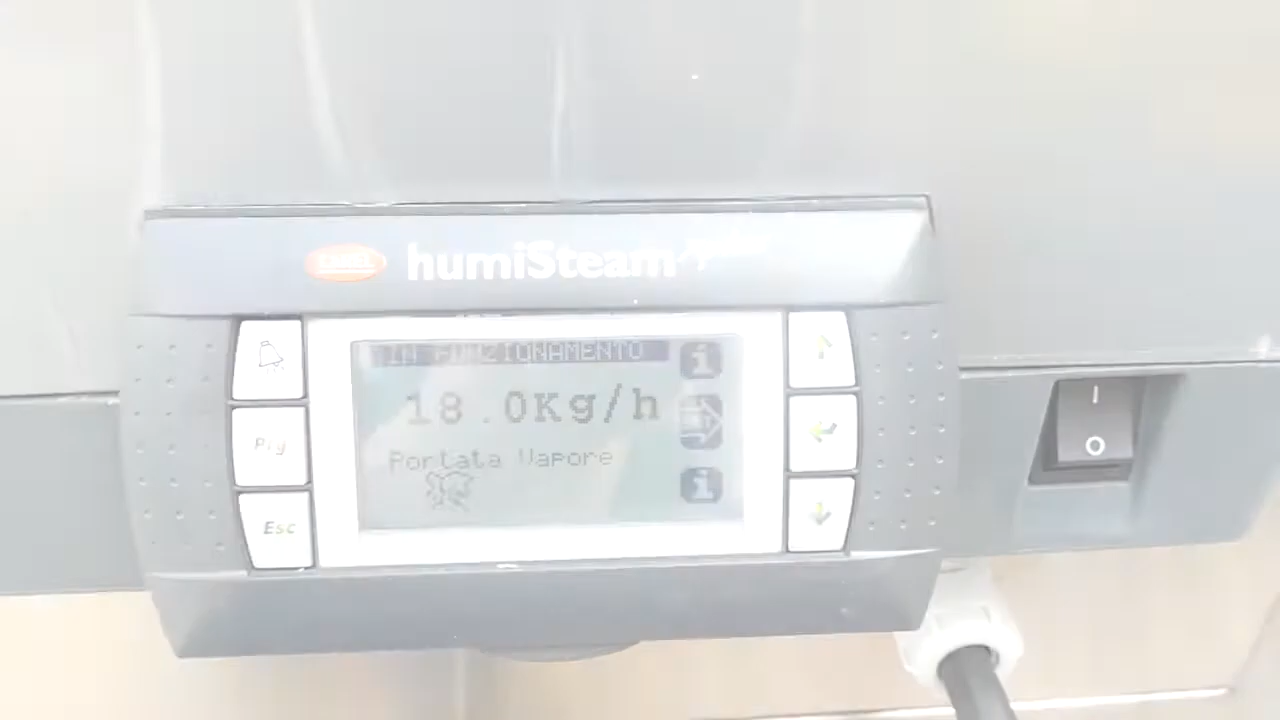 CAREL humiSteam
IN FUNZIONAMENTO
18.0Kg/h
Portata Vapore
Prg
Esc